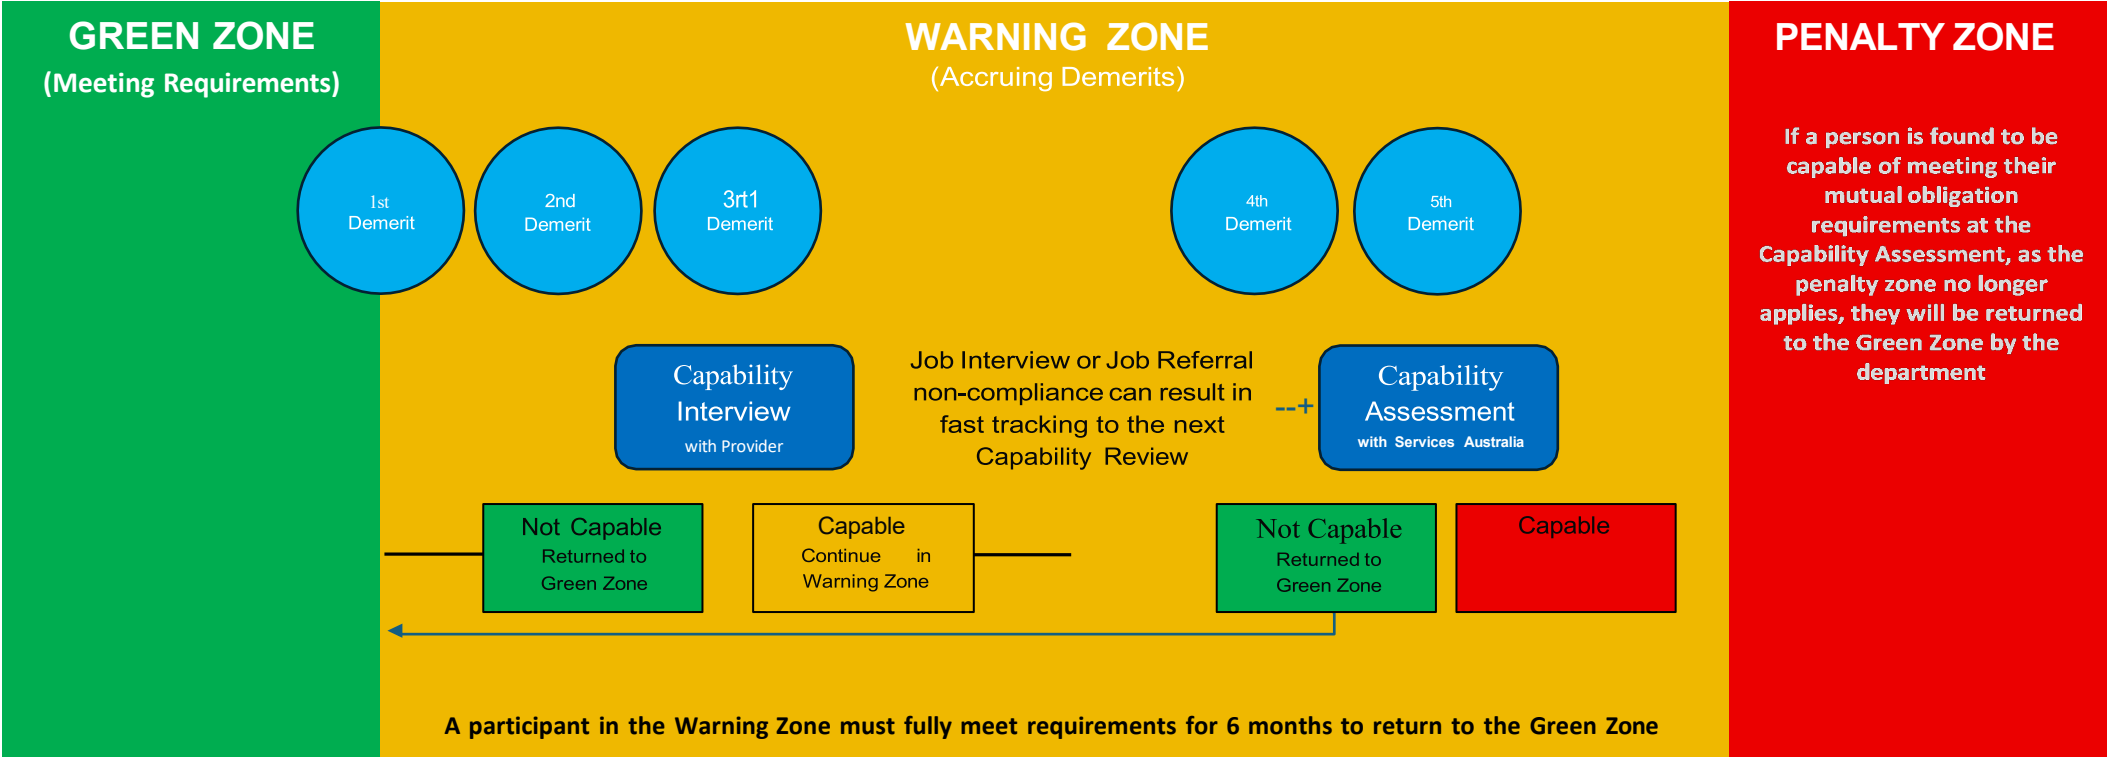 GREEN ZONE
(Meeting Requirements)
WARNING ZONE
(Accruing Demerits)
PENALTY ZONE
1st
Demerit
2nd
Demerit
3rt1
Demerit
4th
Demerit
5th
Demerit
If a person is found to be
capable of meeting their
mutual obligation
requirements at the
Capability Assessment, as the
penalty zone no longer
applies, they will be returned
to the Green Zone by the
department
Capability
Interview
with Provider
Job Interview or Job Referral
non-compliance can result in
fast tracking to the next
Capability Review
--+
Capability
Assessment
with Services Australia
Not Capable
Returned to
Green Zone
Capable
Continue in
Warning Zone
Not Capable
Returned to
Green Zone
Capable
A participant in the Warning Zone must fully meet requirements for 6 months to return to the Green Zone